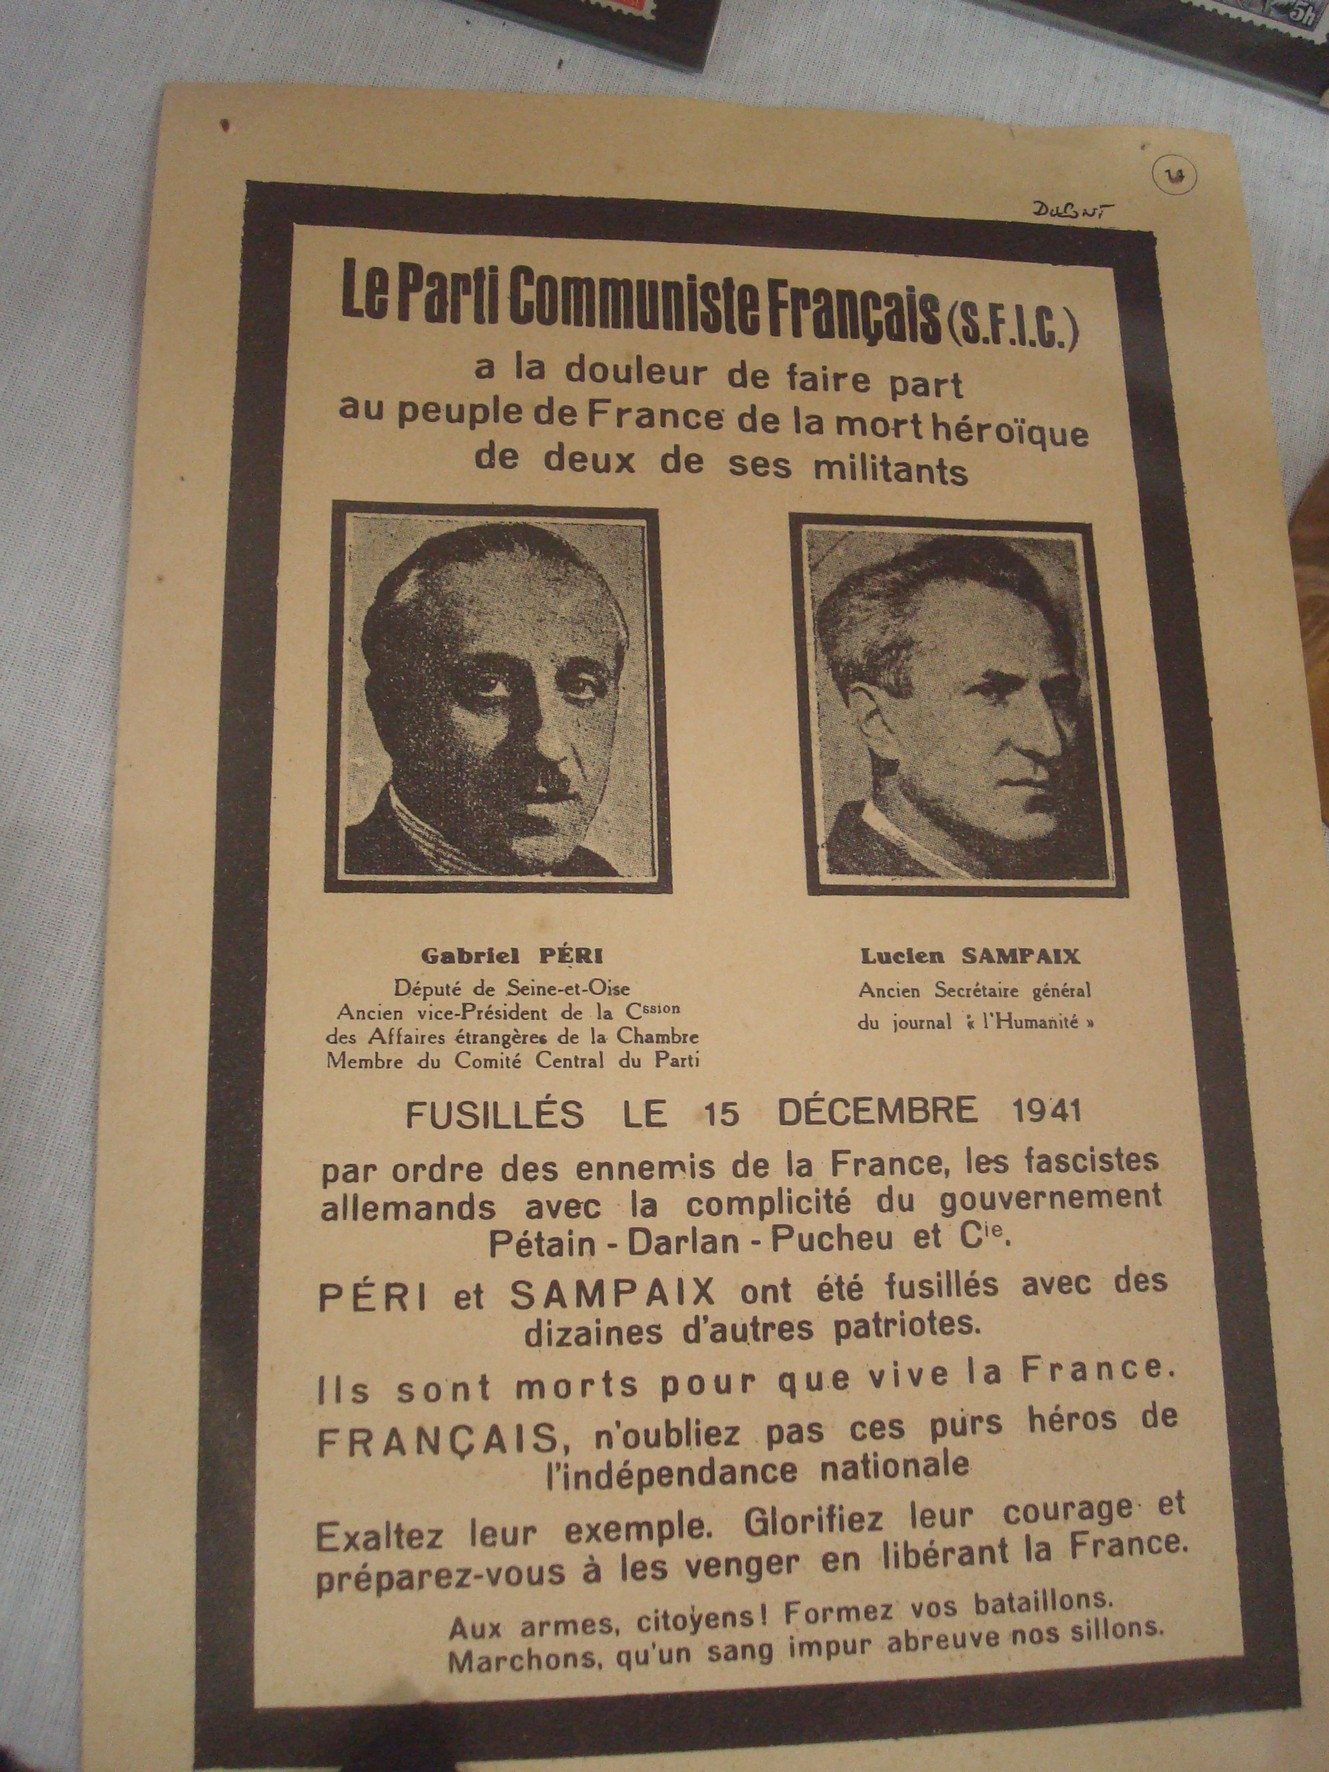 5h
DUPONT
Le Parti Communiste Français (S.F.I.C.)
a la douleur de faire part
au peuple de France de la mort héroïque
de deux de ses militants
Gabriel PÉRI
Député de Seine-et-Oise
Ancien vice-Président de la Cssion
des Affaires étrangères de la Chambre
Membre du Comité Central du Parti
Lucien SAMPAIX
Ancien Secrétaire général
du journal « l'Humanité »
FUSILLÉS LE 15 DÉCEMBRE 1941
par ordre des ennemis de la France, les fascistes
allemands avec la complicité du gouvernement
Pétain - Darlan - Pucheu et Cie.
PÉRI et SAMPAIX ont été fusillés avec des
dizaines d'autres patriotes.
Ils sont morts pour que vive la France.
FRANÇAIS, n'oubliez pas ces purs héros de
l'indépendance nationale
Exaltez leur exemple. Glorifiez leur courage et
préparez-vous à les venger en libérant la France.
Aux armes, citoyens! Formez vos bataillons.
Marchons, qu'un sang impur abreuve nos sillons.